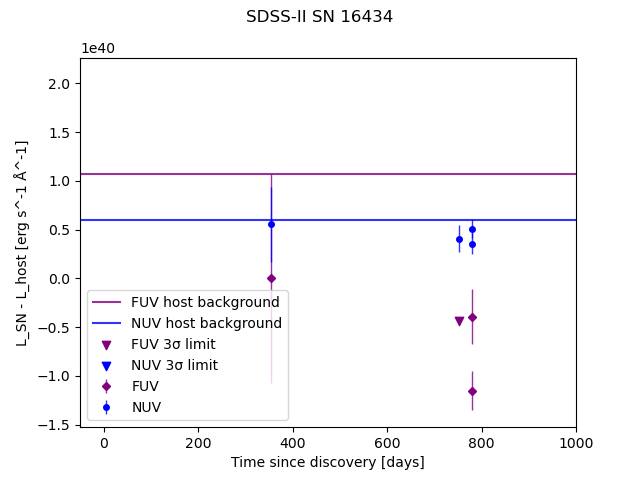 SDSS-II SN 16434
1e40
2.0
1.5
1.0
0.5
0.0
−0.5
−1.0
−1.5
L_SN - L_host [erg s^-1 Å^-1]
FUV host background
NUV host background
FUV 3σ limit
NUV 3σ limit
FUV
NUV
0 200 400 600 800 1000
Time since discovery [days]